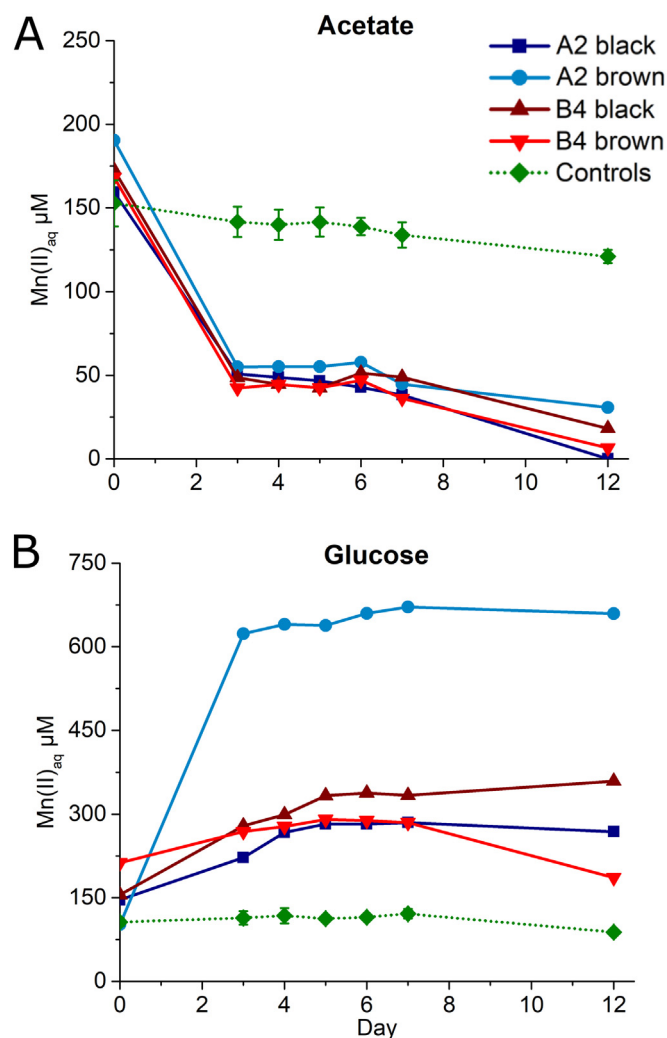 A
Acetate
250
200
150
100
50
0
Mn(II)aq µM
0 2 4 6 8 10 12
A2 black
A2 brown
B4 black
B4 brown
Controls
B
Glucose
750
600
450
300
150
0
Mn(II)aq µM
0 2 4 6 8 10 12
Day